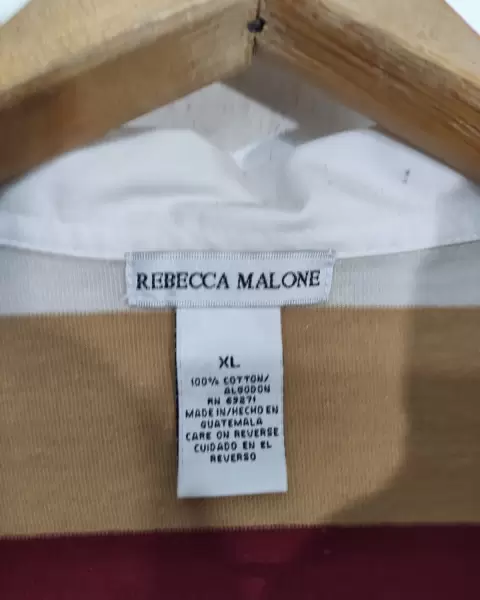 REBECCA MALONE
XL
100% COTTON/
ALGODON
RN 69271
MADE IN/HECHO EN
GUATEMALA
CARE ON REVERSE
CUIDADO EN EL
REVERSO